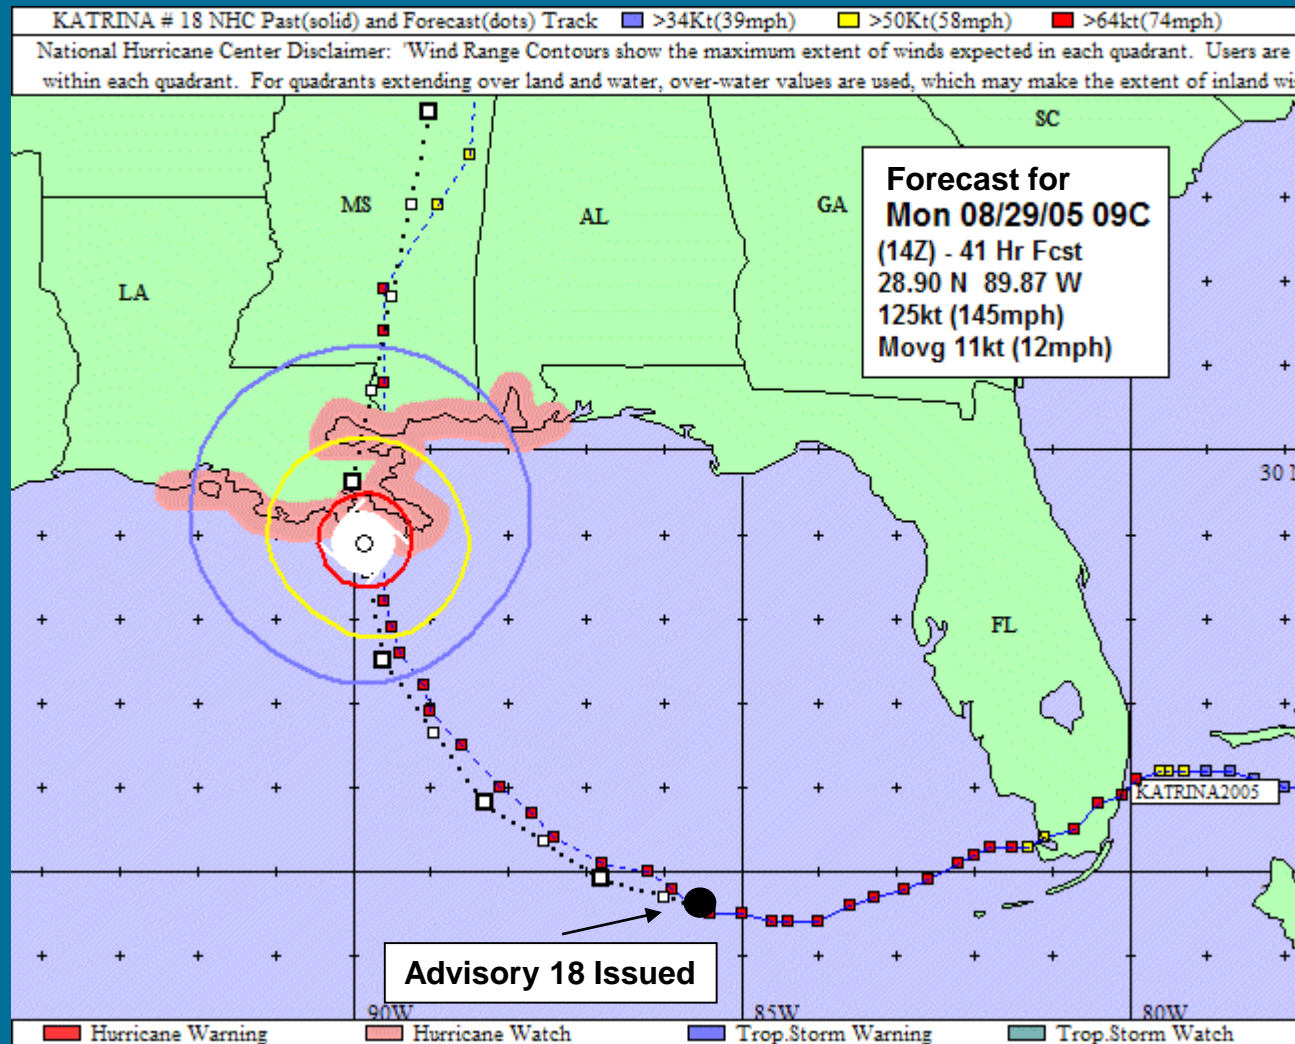 KATRINA # 18 NHC Past(solid) and Forecast(dots) Track >34Kt(39mph) >50Kt(58mph) >64kt(74mph)
National Hurricane Center Disclaimer: 'Wind Range Contours show the maximum extent of winds expected in each quadrant. Users are
within each quadrant. For quadrants extending over land and water, over-water values are used, which may make the extent of inland
SC
Forecast for
Mon 08/29/05 09C
(14Z) - 41 Hr Fcst
28.90 N 89.87 W
125kt (145mph)
Movg 11kt (12mph)
MS
AL
GA
LA
30
FL
KATRINA2005
Advisory 18 Issued
90W
85W
80W
Hurricane Warning Hurricane Watch Trop.Storm Warning Trop.Storm Watch